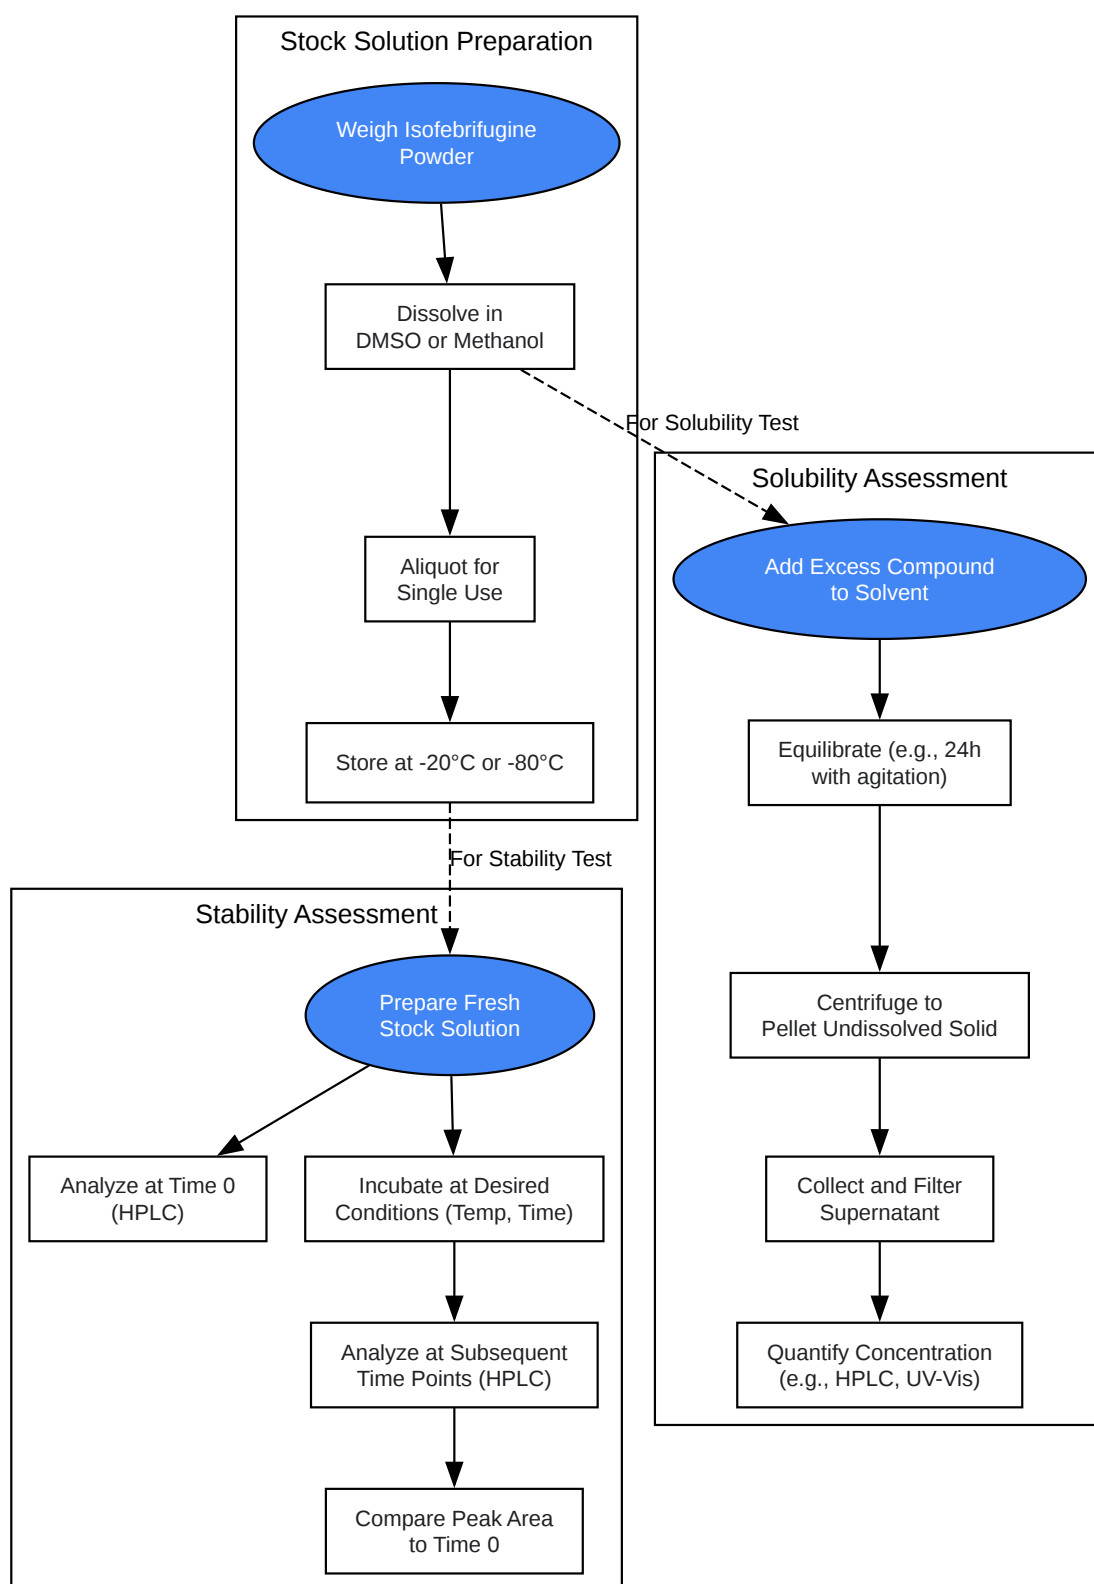 Stock Solution Preparation
Weigh Isofebrifugine
Powder
Dissolve in
DMSO or Methanol
For Solubility Test
Aliquot for
Single Use
Store at -20°C or -80°C
For Stability Test
Solubility Assessment
Add Excess Compound
to Solvent
Equilibrate (e.g., 24h
with agitation)
Centrifuge to
Pellet Undissolved Solid
Collect and Filter
Supernatant
Quantify Concentration
(e.g., HPLC, UV-Vis)
Stability Assessment
Prepare Fresh
Stock Solution
Analyze at Time 0
(HPLC)
Incubate at Desired
Conditions (Temp, Time)
Analyze at Subsequent
Time Points (HPLC)
Compare Peak Area
to Time 0